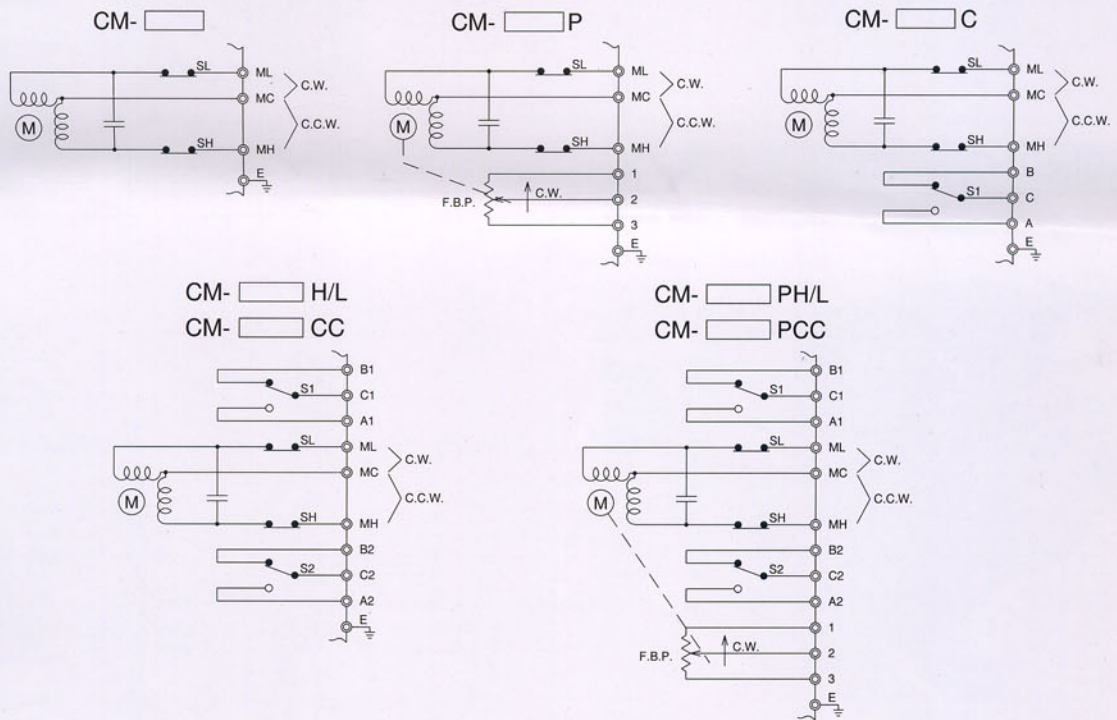 CM-
SL
ML
MC
M
SH
MH
E
C.W.
C.C.W.
CM- P
SL
ML
MC
M
SH
MH
1
F.B.P.
C.W.
2
3
E
C.W.
C.C.W.
CM- C
SL
ML
MC
M
SH
MH
B
S1
C
A
E
C.W.
C.C.W.
CM- H/L
CM- CC
B1
S1
C1
A1
SL
ML
MC
M
SH
MH
B2
S2
C2
A2
E
C.W.
C.C.W.
CM- PH/L
CM- PCC
B1
S1
C1
A1
SL
ML
MC
M
SH
MH
B2
S2
C2
A2
1
F.B.P.
C.W.
2
3
E
C.W.
C.C.W.